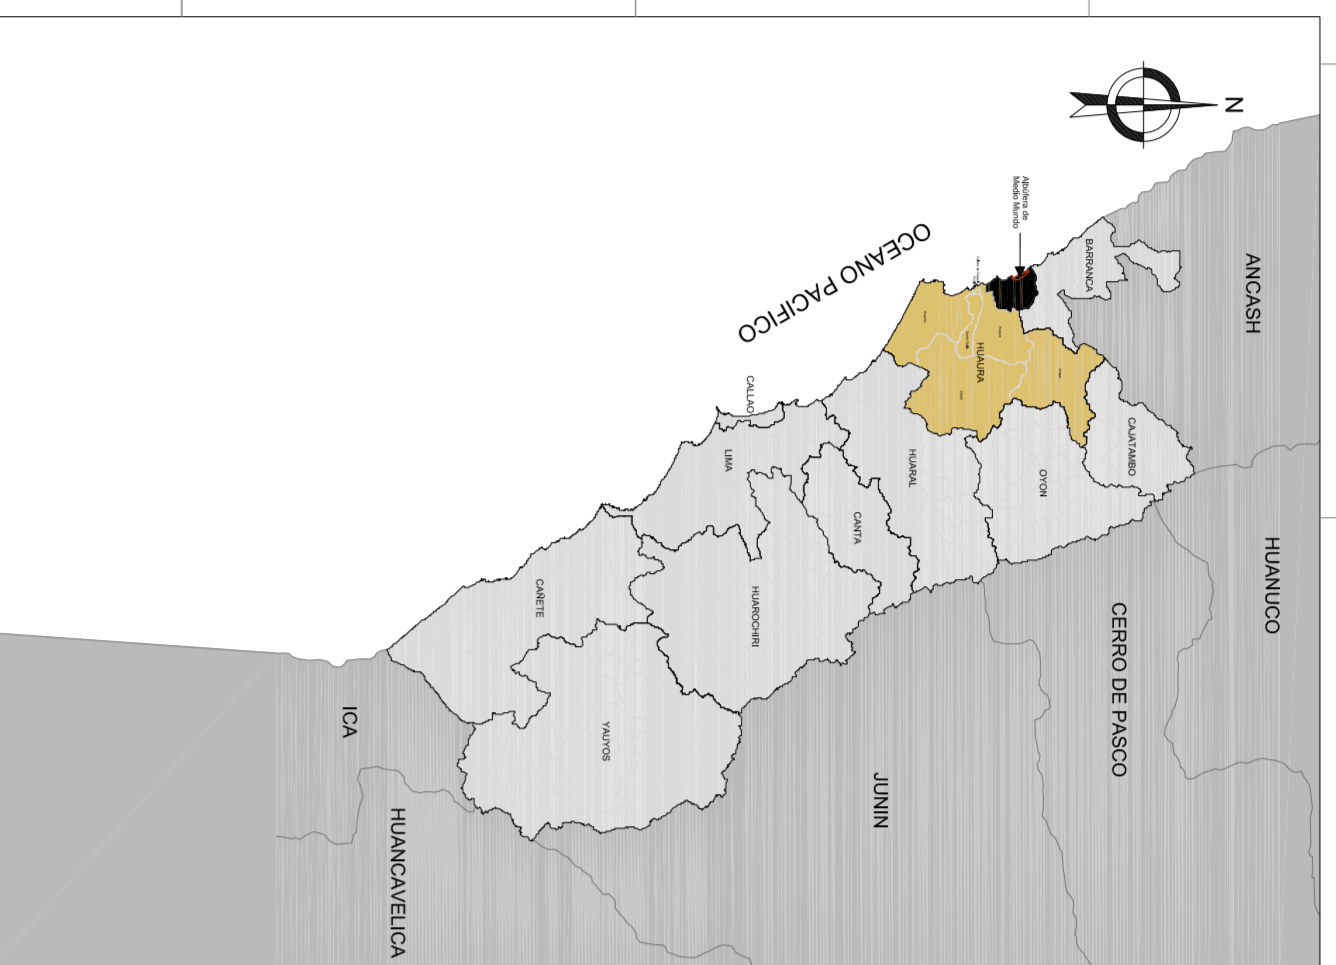 N
ANCASH
HUANUCO
CERRO DE PASCO
JUNIN
HUANCAVELICA
ICA
OCEANO PACIFICO
Albúfera de
Medio Mundo
BARRANCA
CAJATAMBO
HUAURA
OYON
HUARAL
CANTA
CALLAO
LIMA
HUAROCHIRI
CAÑETE
YAUYOS